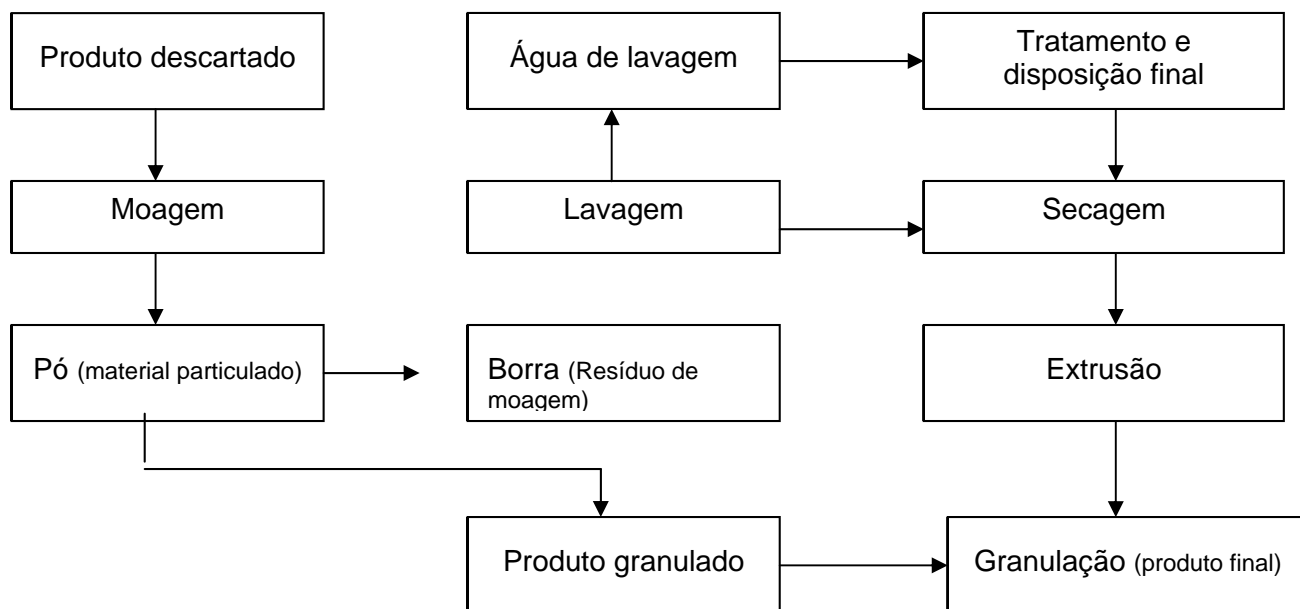 Produto descartado
Água de lavagem
Tratamento e
disposição final
Moagem
Lavagem
Secagem
Pó (material particulado)
Borra (Resíduo de
moagem)
Extrusão
Produto granulado
Granulação (produto final)